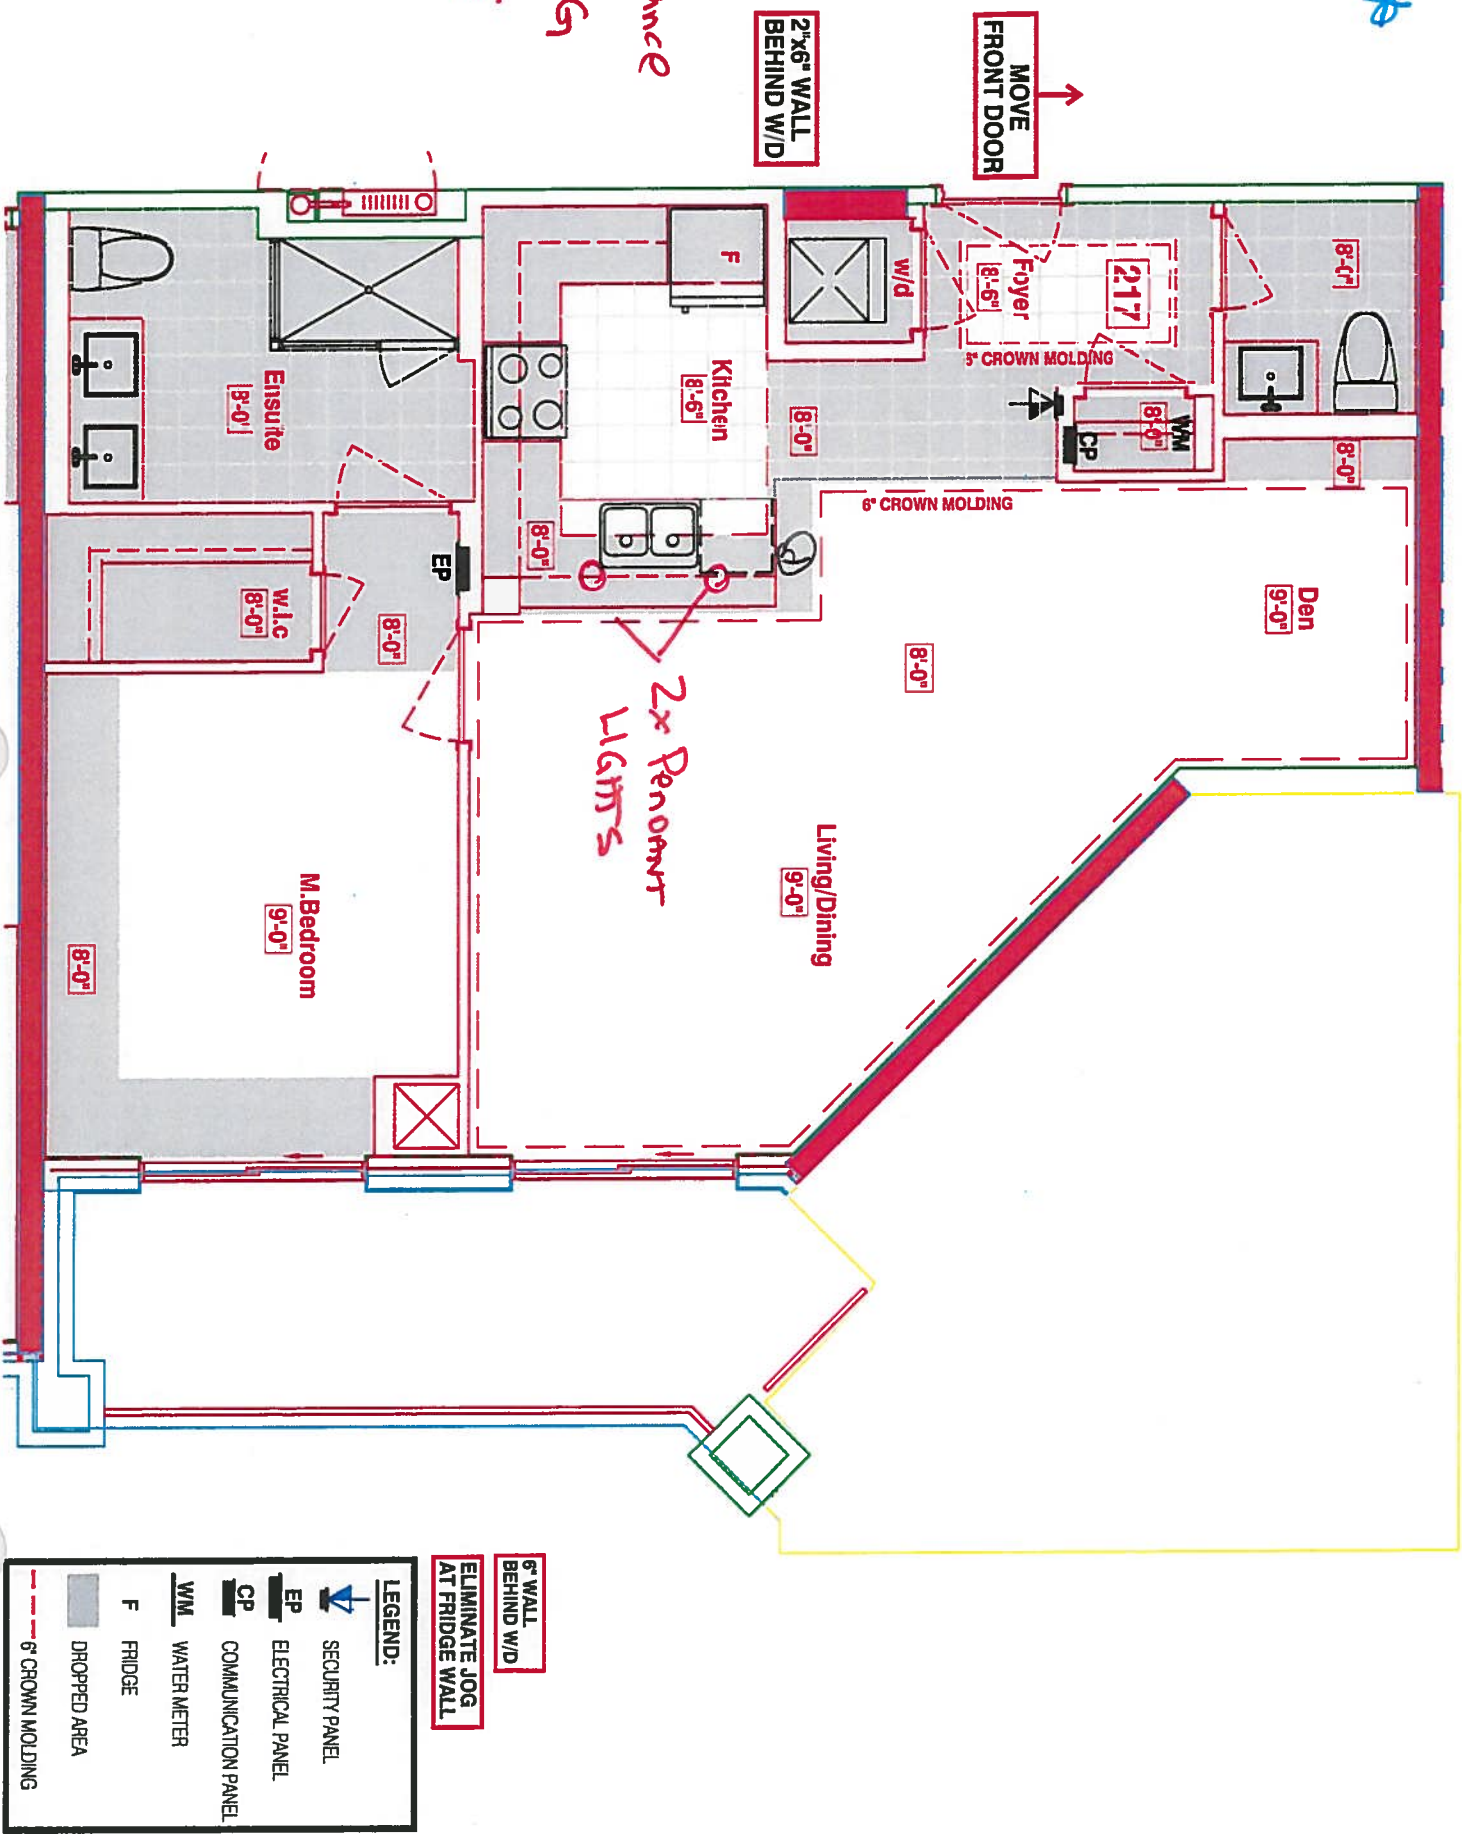 MOVE
FRONT DOOR
2"x6" WALL
BEHIND W/D
8'-0"
217
Foyer
8'-6"
5" CROWN MOLDING
w/d
WM
8'-0"
CP
8'-0"
8'-0"
F
Kitchen
8'-6"
8'-0"
6" CROWN MOLDING
Ensuite
8'-0"
EP
w.i.c
8'-0"
8'-0"
Den
9'-0"
8'-0"
2x PENDANT
LIGHTS
Living/Dining
9'-0"
M.Bedroom
9'-0"
8'-0"
6" WALL
BEHIND W/D
ELIMINATE JOG
AT FRIDGE WALL
LEGEND:
SECURITY PANEL
EP ELECTRICAL PANEL
CP COMMUNICATION PANEL
WM WATER METER
F FRIDGE
DROPPED AREA
6" CROWN MOLDING